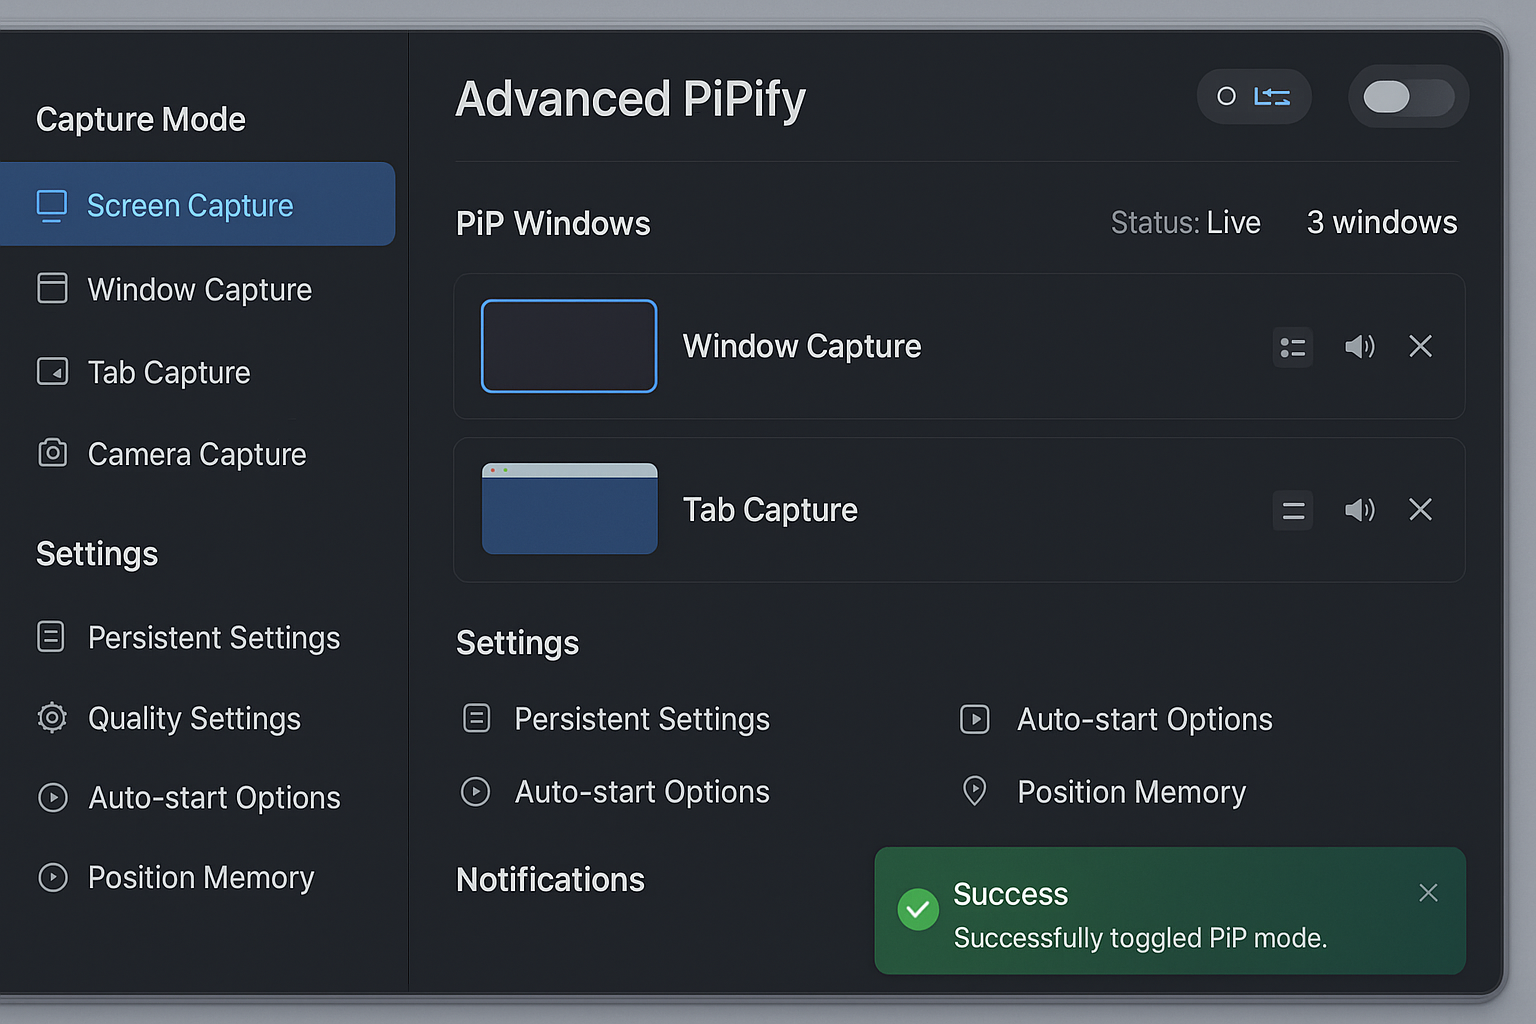 Capture Mode
Screen Capture
Window Capture
Tab Capture
Camera Capture
Settings
Persistent Settings
Quality Settings
Auto-start Options
Position Memory
Advanced PiPify
PiP Windows
Status: Live
3 windows
Window Capture
Tab Capture
Settings
Persistent Settings
Auto-start Options
Auto-start Options
Position Memory
Notifications
Success
Successfully toggled PiP mode.